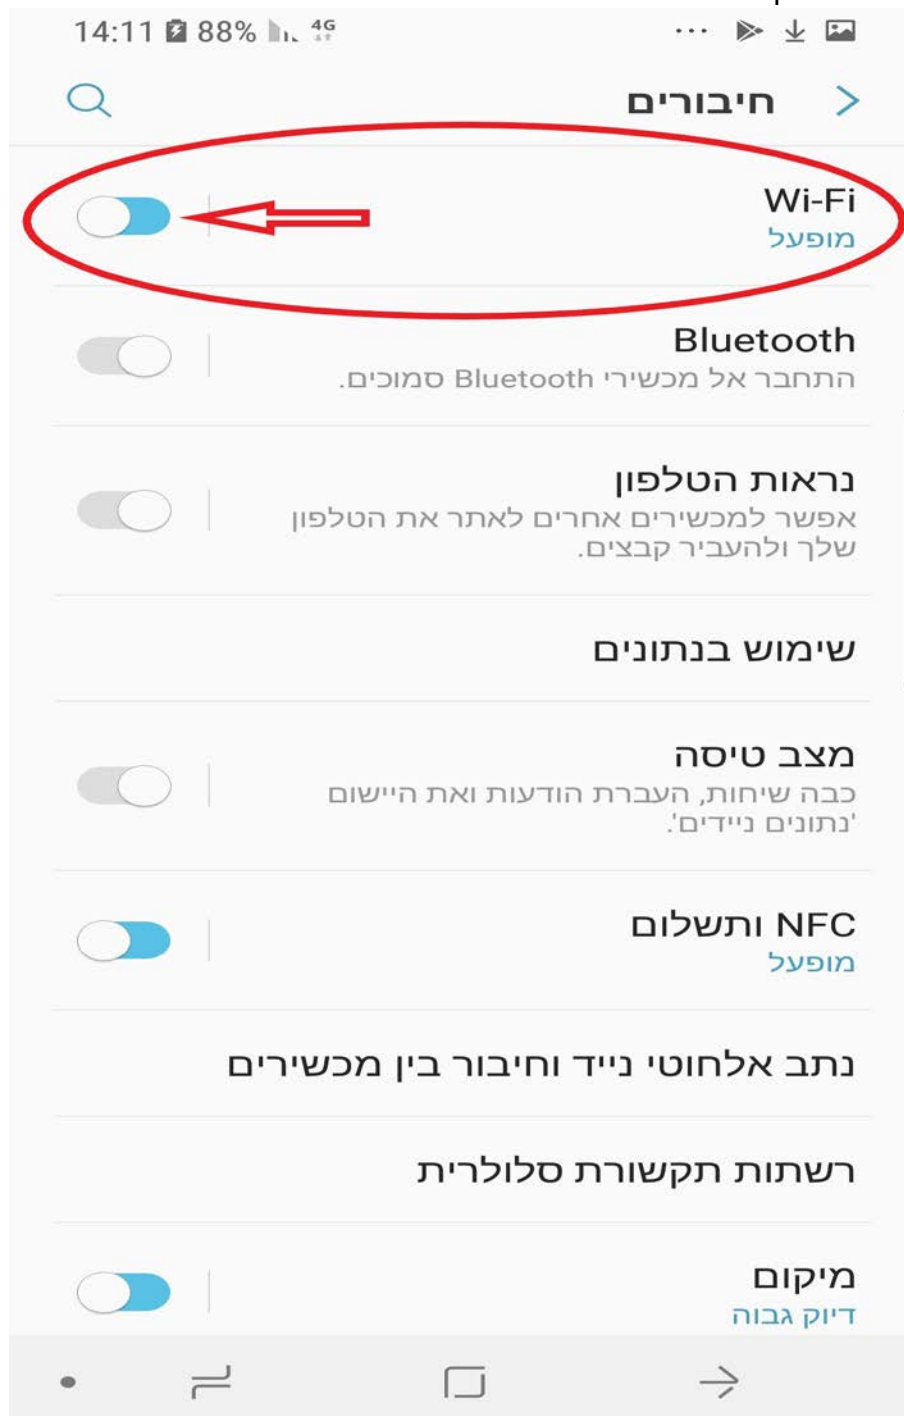 14:11 88% 4G
חיבורים
Wi-Fi
מופעל
Bluetooth
התחבר אל מכשירי Bluetooth סמוכים.
נראות הטלפון
אפשר למכשירים אחרים לאתר את הטלפון
שלך ולהעביר קבצים.
שימוש בנתונים
מצב טיסה
כבה שיחות, העברת הודעות ואת היישום
'נתונים ניידים'.
NFC ותשלום
מופעל
נתב אלחוטי נייד וחיבור בין מכשירים
רשתות תקשורת סלולרית
מיקום
דיוק גבוה